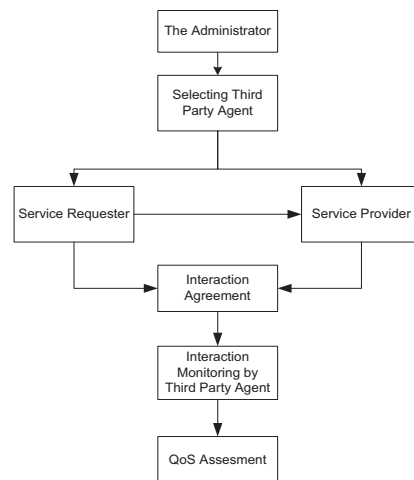 The Administrator
Selecting Third
Party Agent
Service Requester
Service Provider
Interaction
Agreement
Interaction
Monitoring by
Third Party Agent
QoS Assesment